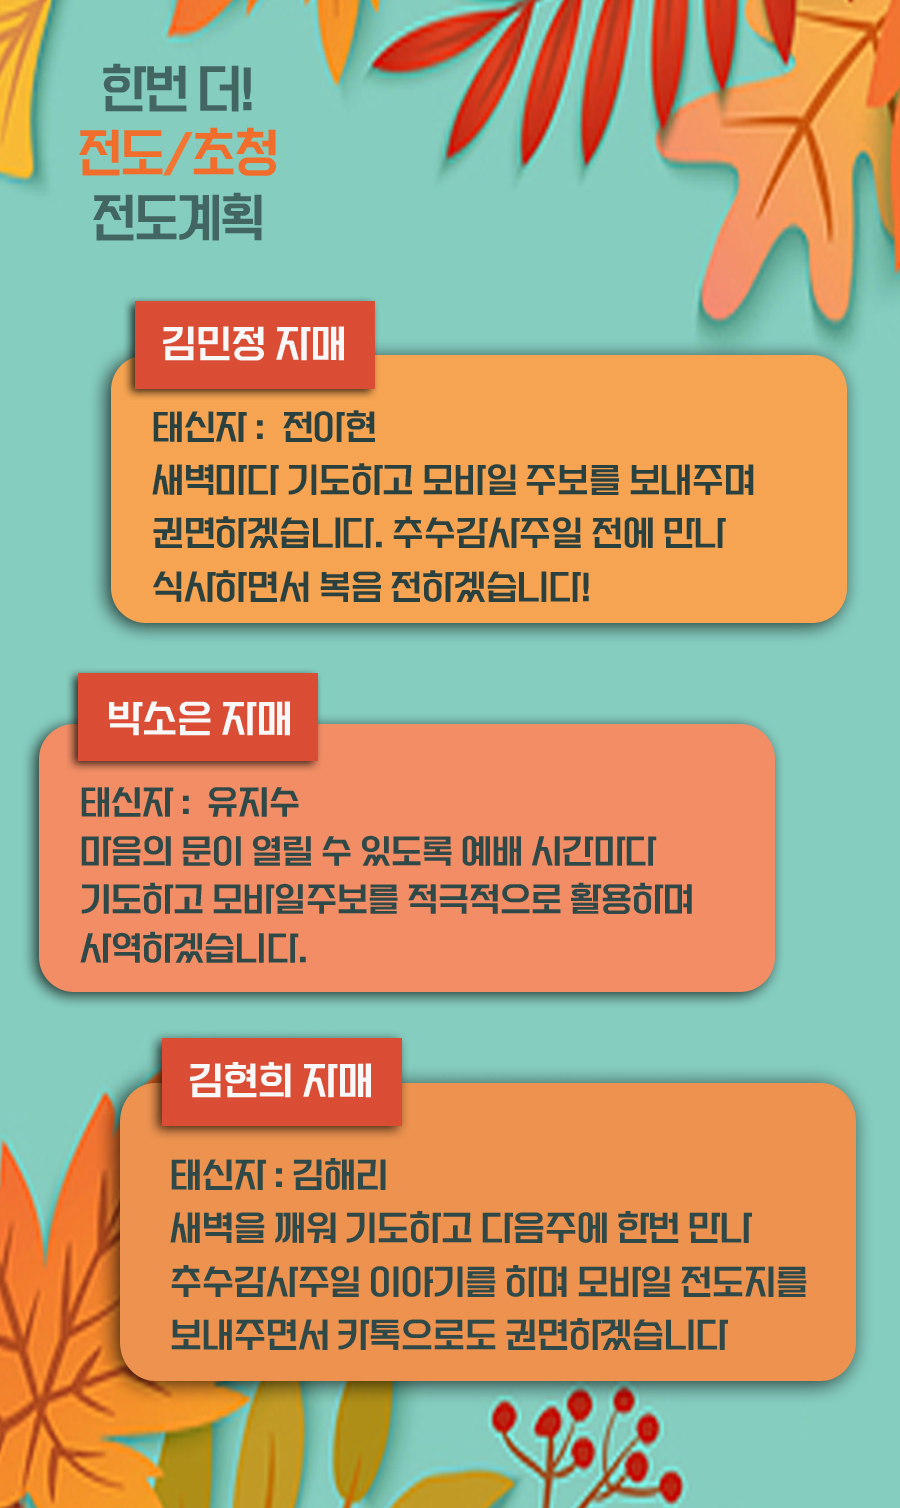 한번 더!
전도/초청
전도계획
김민정 자매
태신자 : 전아현
새벽마다 기도하고 모바일 주보를 보내주며
권면하겠습니다. 추수감사주일 전에 만나
식사하면서 복음 전하겠습니다!
박소은 자매
태신자 : 유지수
마음의 문이 열릴 수 있도록 예배 시간마다
기도하고 모바일주보를 적극적으로 활용하며
사역하겠습니다.
김현희 자매
태신자 : 김해리
새벽을 깨워 기도하고 다음주에 한번 만나
추수감사주일 이야기를 하며 모바일 전도지를
보내주면서 카톡으로도 권면하겠습니다